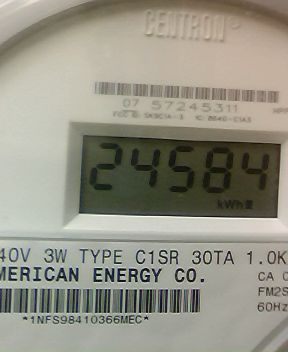 CENTRON®
07 57245311
24584
kWh
40V 3W TYPE C1SR 30TA 1.0K
MERICAN ENERGY CO.
CA 0
FM2S
60Hz
*1NFS98410366MEC*